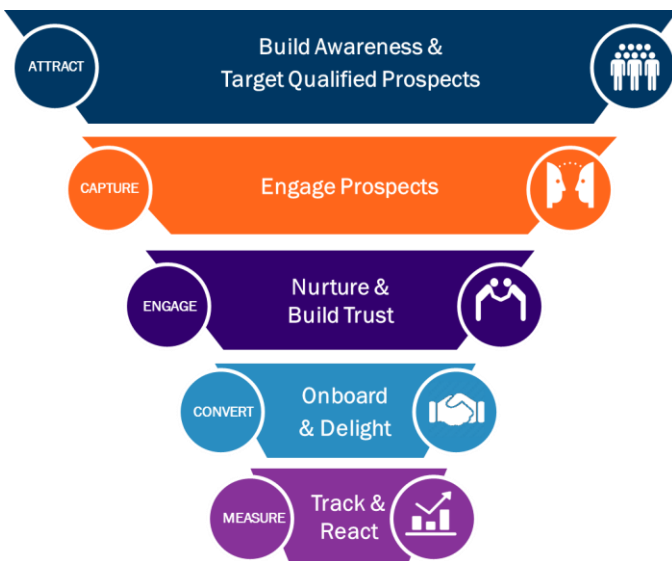 ATTRACT
Build Awareness &
Target Qualified Prospects
CAPTURE
Engage Prospects
ENGAGE
Nurture &
Build Trust
CONVERT
Onboard
& Delight
MEASURE
Track &
React